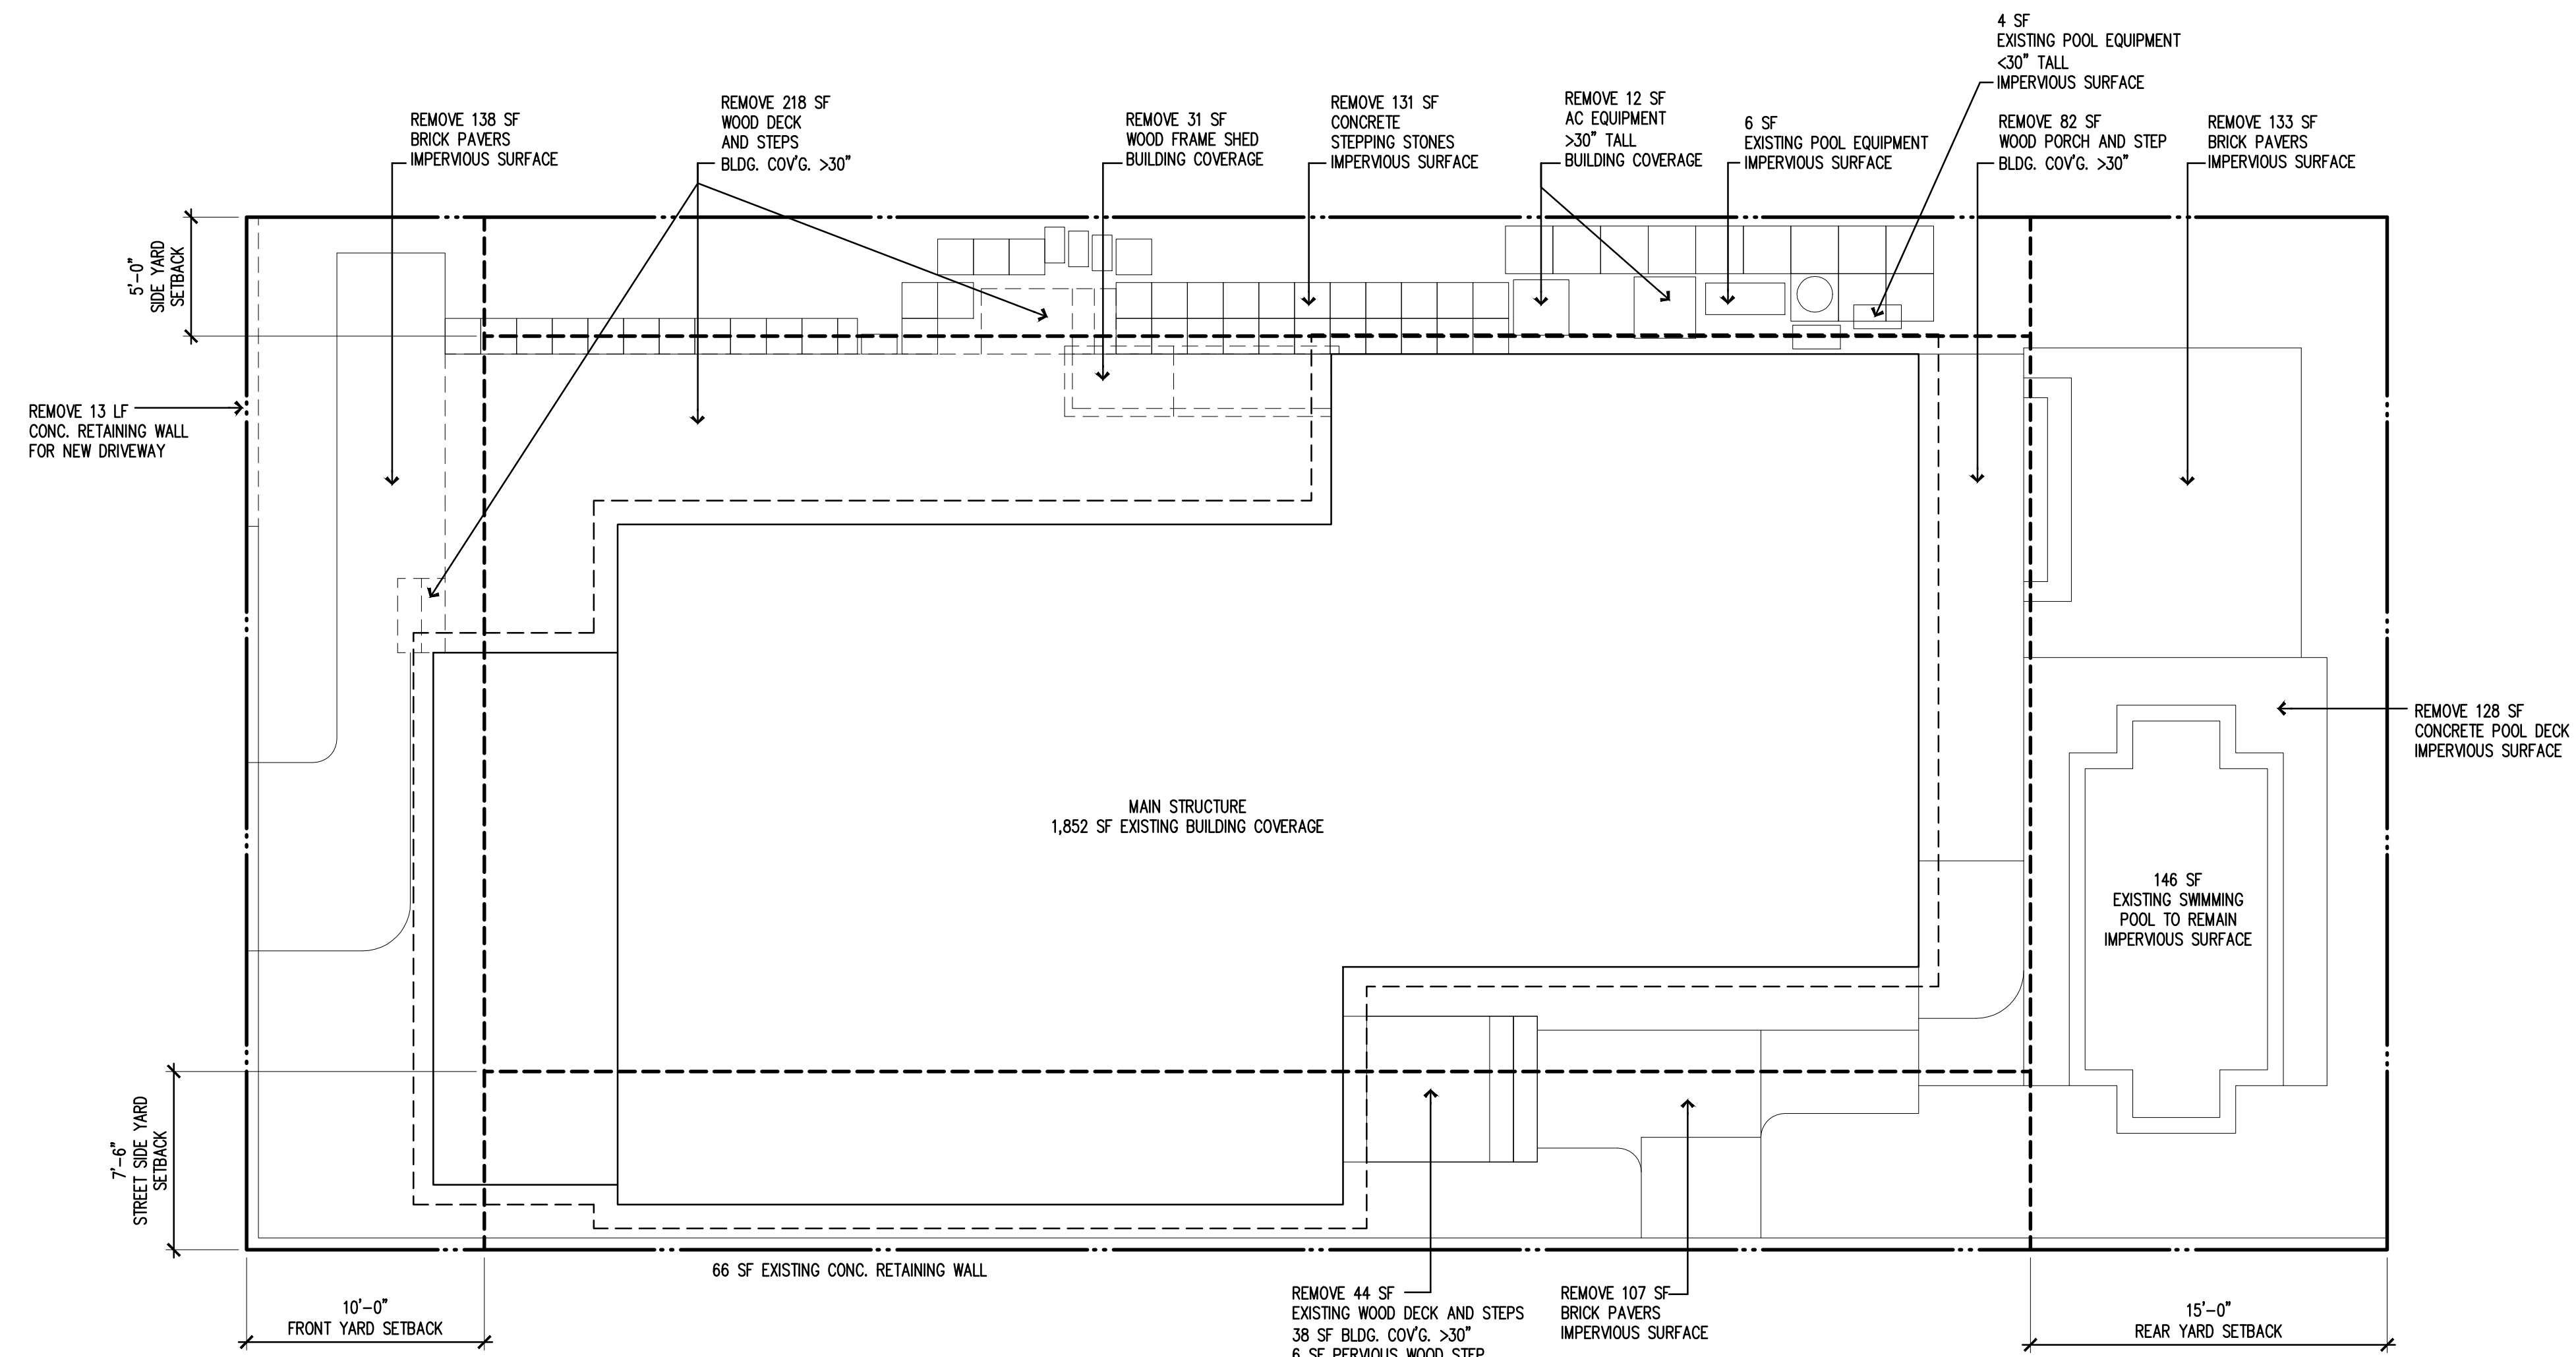 4 SF
EXISTING POOL EQUIPMENT
<30" TALL
IMPERVIOUS SURFACE
REMOVE 138 SF
BRICK PAVERS
IMPERVIOUS SURFACE
REMOVE 218 SF
WOOD DECK
AND STEPS
BLDG. COV'G. >30"
REMOVE 31 SF
WOOD FRAME SHED
BUILDING COVERAGE
REMOVE 131 SF
CONCRETE
STEPPING STONES
IMPERVIOUS SURFACE
REMOVE 12 SF
AC EQUIPMENT
>30" TALL
BUILDING COVERAGE
6 SF
EXISTING POOL EQUIPMENT
IMPERVIOUS SURFACE
REMOVE 82 SF
WOOD PORCH AND STEP
BLDG. COV'G. >30"
REMOVE 133 SF
BRICK PAVERS
IMPERVIOUS SURFACE
5'-0"
SIDE YARD
SETBACK
REMOVE 13 LF
CONC. RETAINING WALL
FOR NEW DRIVEWAY
REMOVE 128 SF
CONCRETE POOL DECK
IMPERVIOUS SURFACE
MAIN STRUCTURE
1,852 SF EXISTING BUILDING COVERAGE
146 SF
EXISTING SWIMMING
POOL TO REMAIN
IMPERVIOUS SURFACE
7'-6"
STREET SIDE YARD
SETBACK
66 SF EXISTING CONC. RETAINING WALL
10'-0"
FRONT YARD SETBACK
REMOVE 44 SF
EXISTING WOOD DECK AND STEPS
38 SF BLDG. COV'G. >30"
6 SF PERVIOUS WOOD STEP
REMOVE 107 SF
BRICK PAVERS
IMPERVIOUS SURFACE
15'-0"
REAR YARD SETBACK